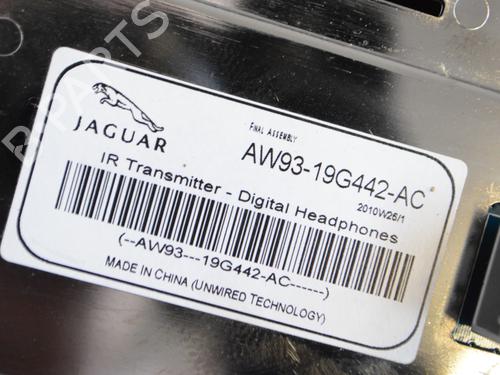 JAGUAR
FINAL ASSEMBLY
AW93-19G442-AC
2010W26/1
IR Transmitter - Digital Headphones
(--AW93---19G442-AC------)
MADE IN CHINA (UNWIRED TECHNOLOGY)
B-PARTS